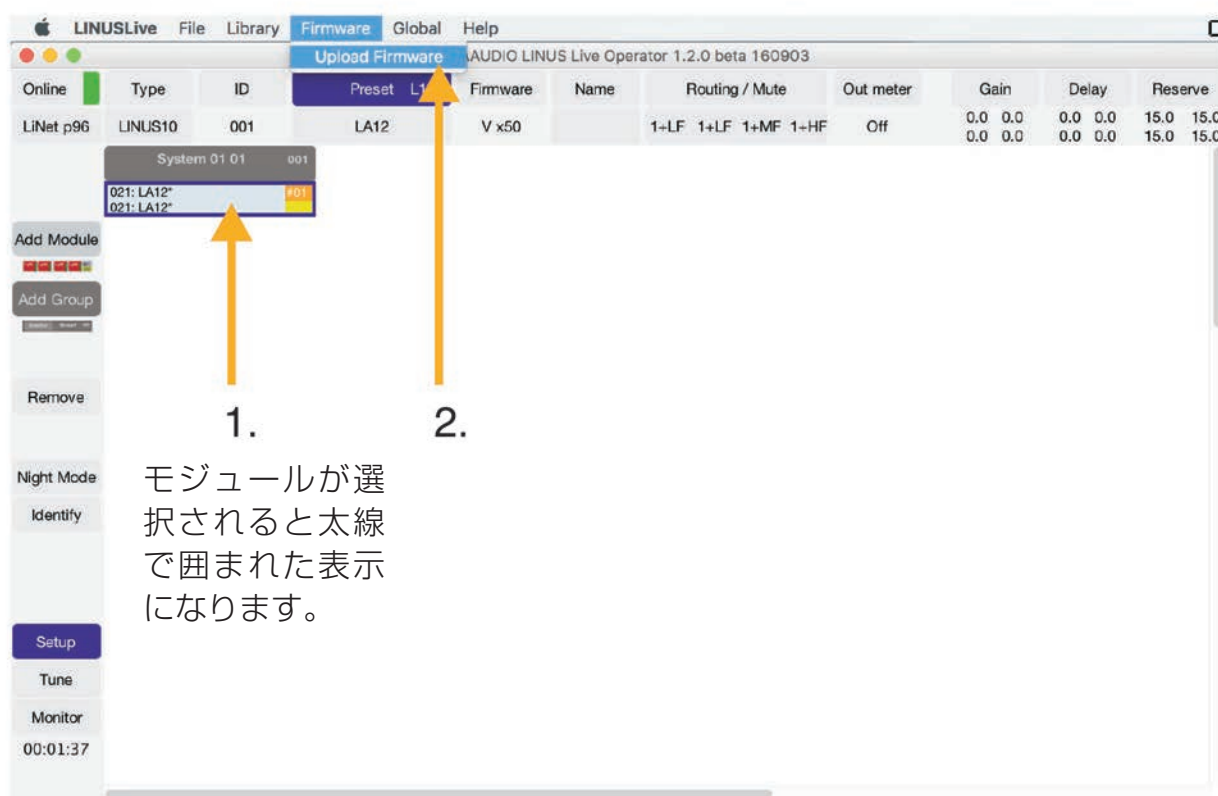 LINUSLive File Library Firmware Global Help
Upload Firmware
AUDIO LINUS Live Operator 1.2.0 beta 160903
Online Type ID Preset L1 Firmware Name Routing / Mute Out meter Gain Delay Reserve
LiNet p96 LINUS10 001 LA12 V x50 1+LF 1+LF 1+MF 1+HF Off 0.0 0.0 0.0 0.0 15.0 15.0
0.0 0.0 0.0 0.0 15.0 15.0
System 01 01 001
021: LA12" #01
021: LA12"
Add Module
Add Group
Remove
1. 2.
Night Mode
Identify
モジュールが選
択されると太線
で囲まれた表示
になります。
Setup
Tune
Monitor
00:01:37